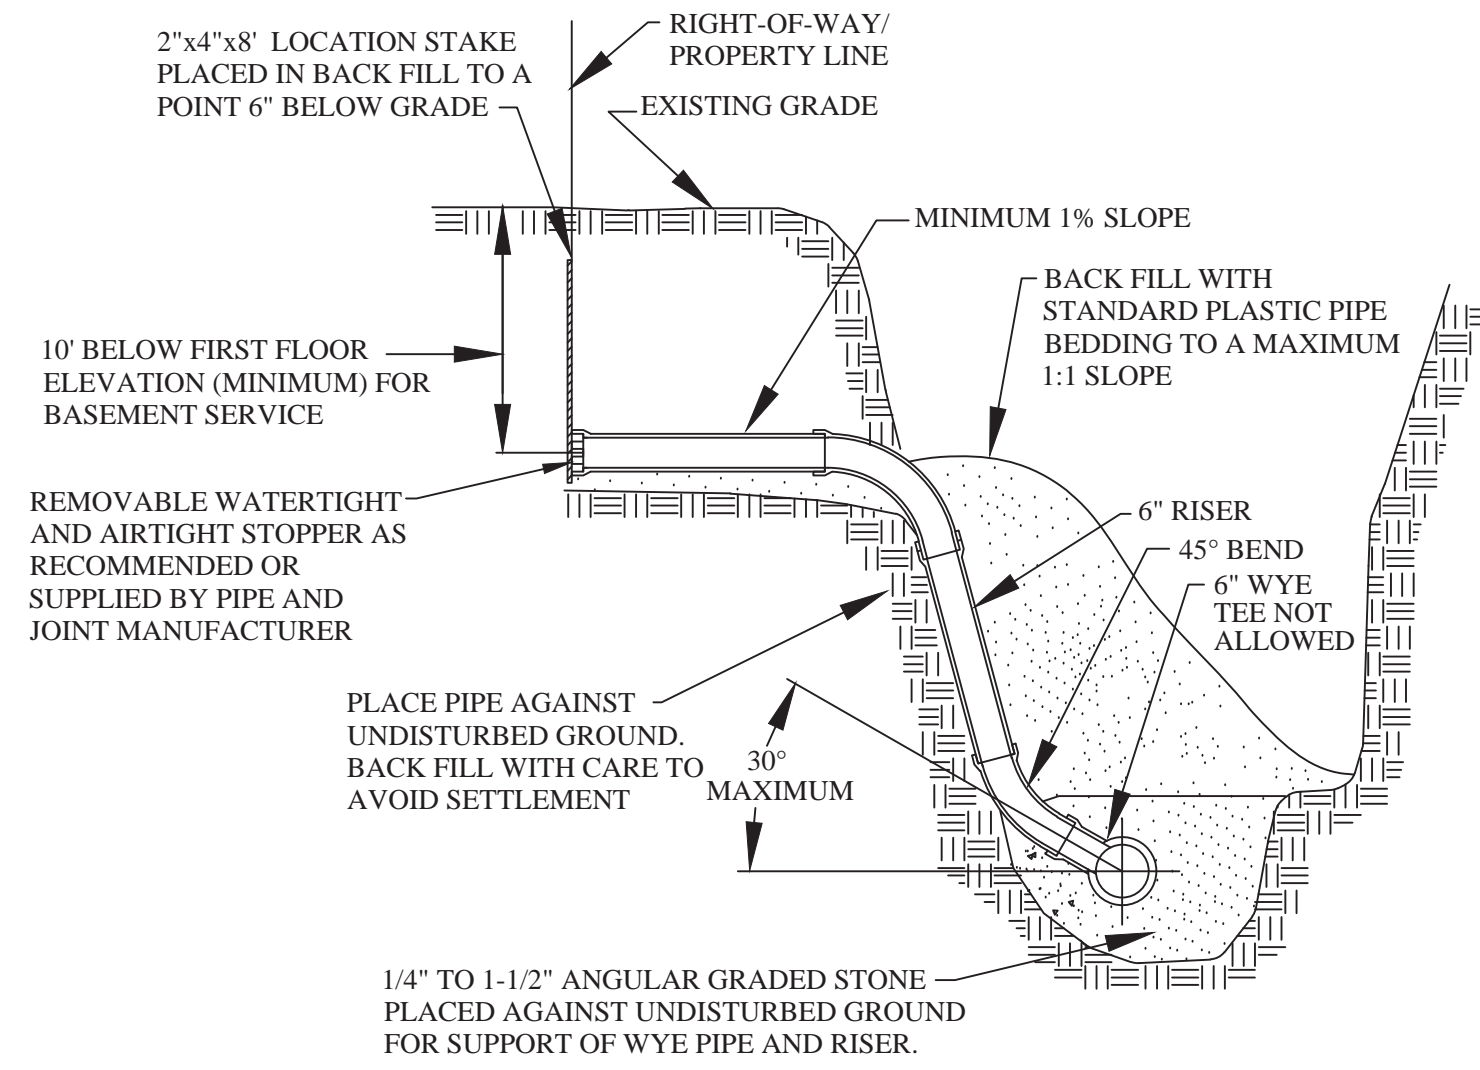 2"x4"x8' LOCATION STAKE
PLACED IN BACK FILL TO A
POINT 6" BELOW GRADE
RIGHT-OF-WAY/
PROPERTY LINE
EXISTING GRADE
MINIMUM 1% SLOPE
BACK FILL WITH
STANDARD PLASTIC PIPE
BEDDING TO A MAXIMUM
1:1 SLOPE
10' BELOW FIRST FLOOR
ELEVATION (MINIMUM) FOR
BASEMENT SERVICE
REMOVABLE WATERTIGHT
AND AIRTIGHT STOPPER AS
RECOMMENDED OR
SUPPLIED BY PIPE AND
JOINT MANUFACTURER
6" RISER
45° BEND
6" WYE
TEE NOT
ALLOWED
PLACE PIPE AGAINST
UNDISTURBED GROUND.
BACK FILL WITH CARE TO
AVOID SETTLEMENT
30°
MAXIMUM
1/4" TO 1-1/2" ANGULAR GRADED STONE
PLACED AGAINST UNDISTURBED GROUND
FOR SUPPORT OF WYE PIPE AND RISER.